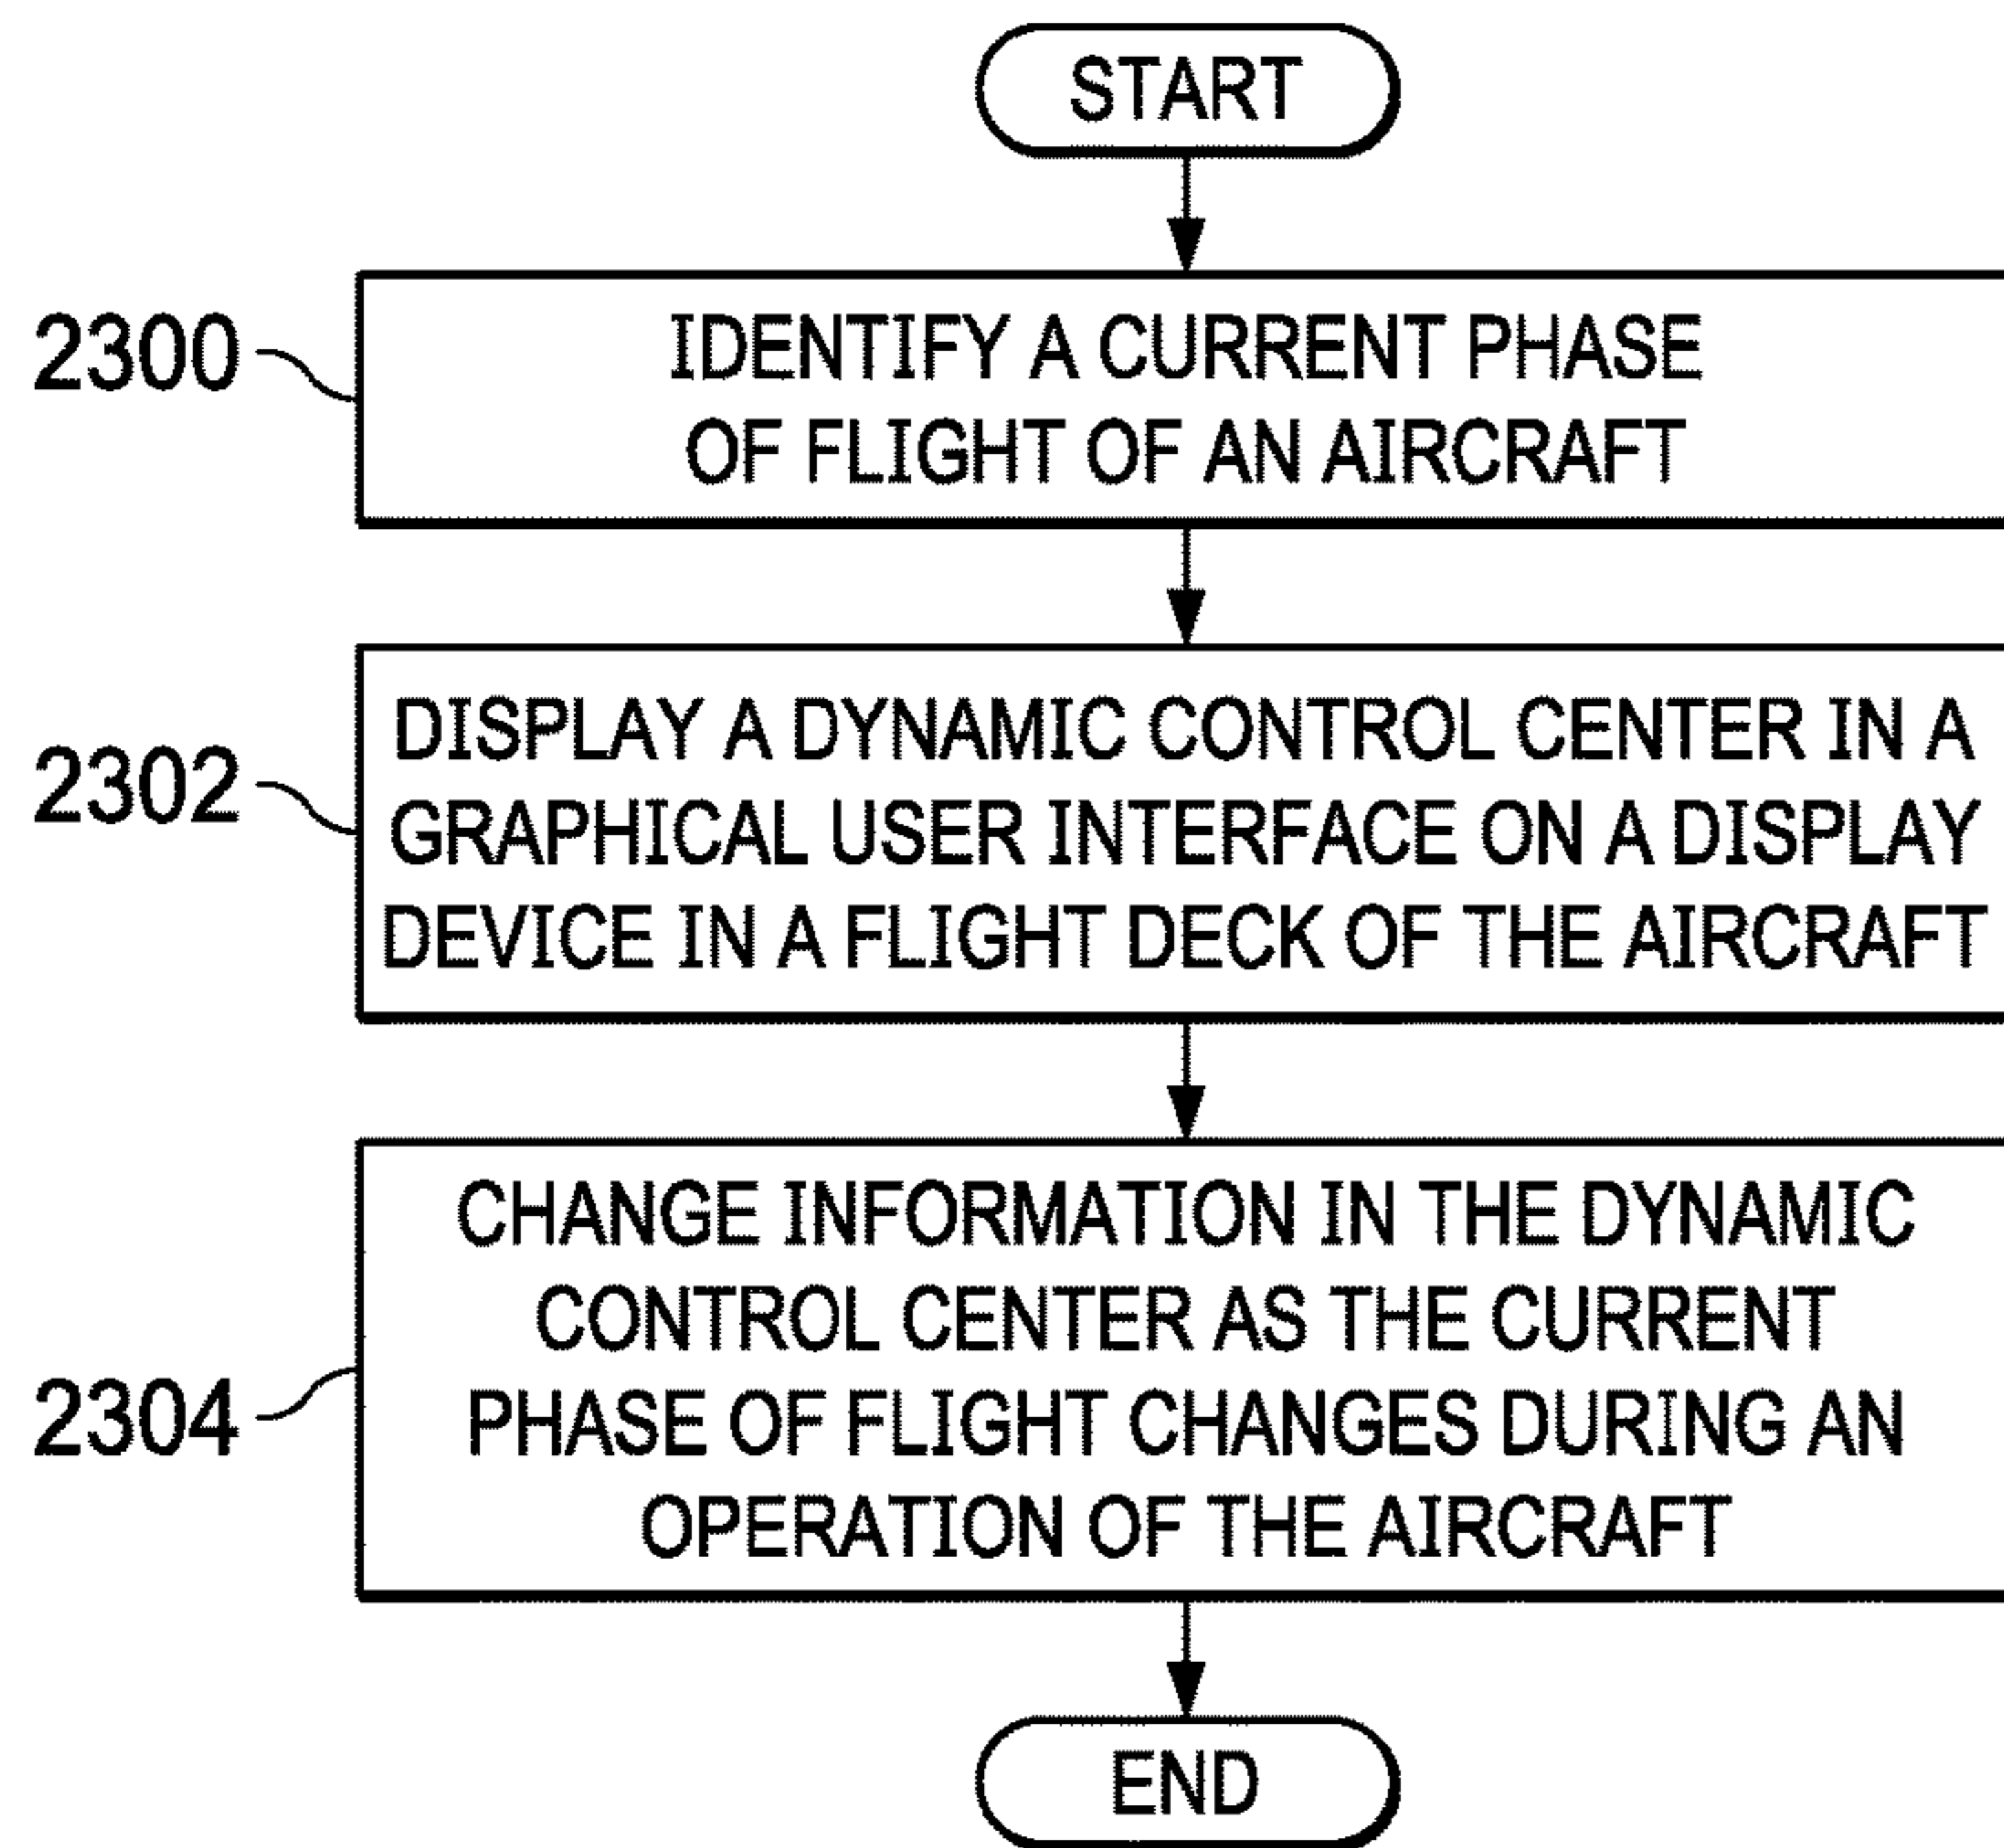 START
2300
IDENTIFY A CURRENT PHASE
OF FLIGHT OF AN AIRCRAFT
2302
DISPLAY A DYNAMIC CONTROL CENTER IN A
GRAPHICAL USER INTERFACE ON A DISPLAY
DEVICE IN A FLIGHT DECK OF THE AIRCRAFT
2304
CHANGE INFORMATION IN THE DYNAMIC
CONTROL CENTER AS THE CURRENT
PHASE OF FLIGHT CHANGES DURING AN
OPERATION OF THE AIRCRAFT
END